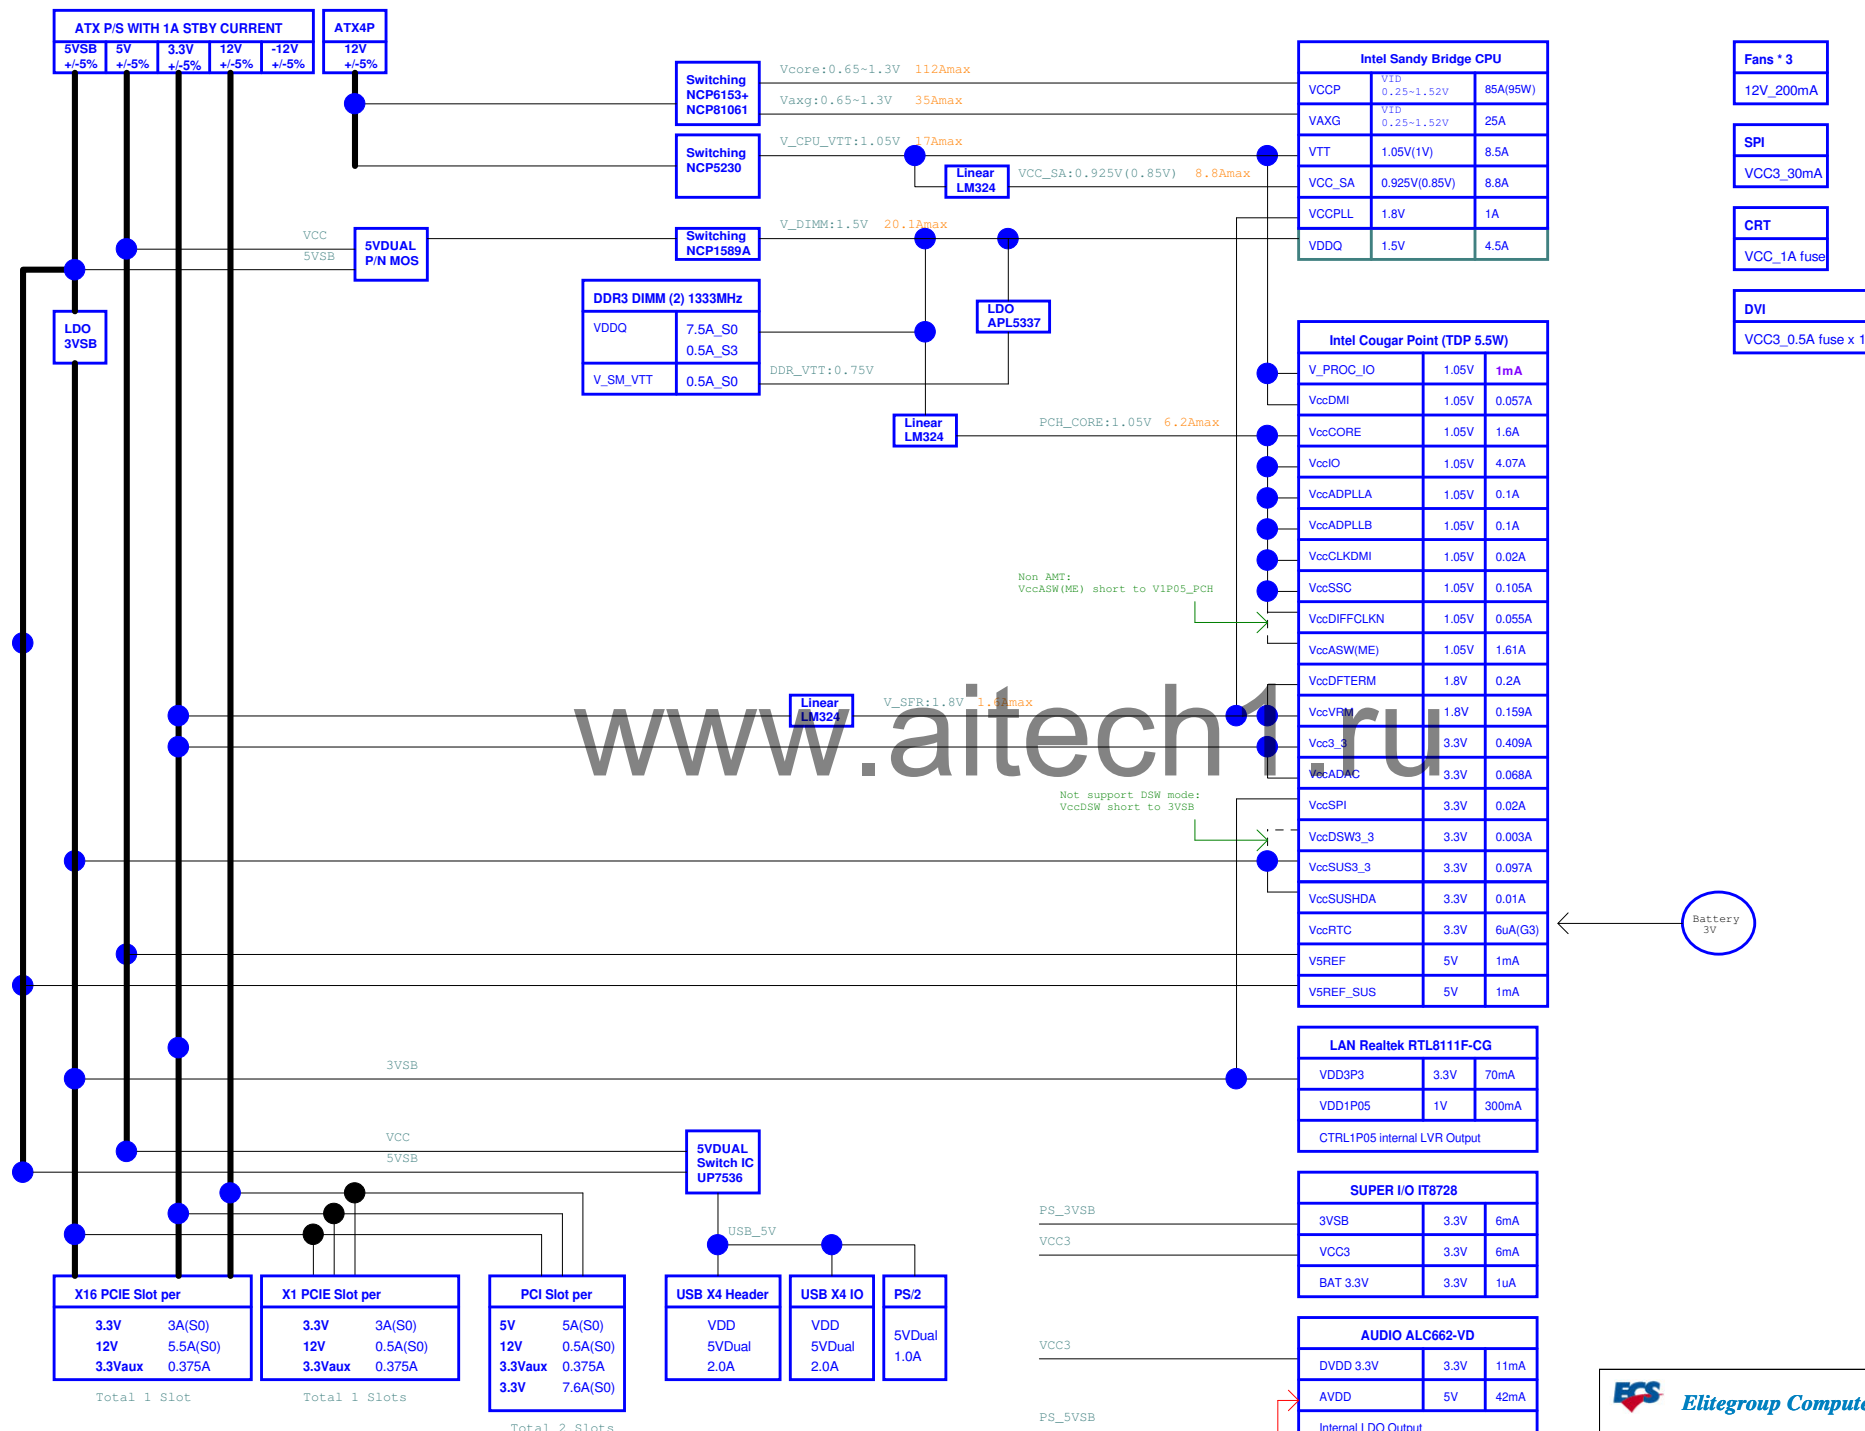 ATX P/S WITH 1A STBY CURRENT
5VSB +/-5%
5V +/-5%
3.3V +/-5%
12V +/-5%
-12V +/-5%
ATX4P
12V +/-5%
Switching
NCP6153+
NCP81061
Vcore:0.65~1.3V 112Amax
Vaxg:0.65~1.3V 35Amax
Switching
NCP5230
V_CPU_VTT:1.05V 17Amax
Linear
LM324
VCC_SA:0.925V(0.85V) 8.8Amax
VCC
5VSB
5VDUAL
P/N MOS
Switching
NCP1589A
V_DIMM:1.5V 20.1Amax
LDO
3VSB
DDR3 DIMM (2) 1333MHz
VDDQ 7.5A_S0
0.5A_S3
V_SM_VTT 0.5A_S0
LDO
APL5337
DDR_VTT:0.75V
Linear
LM324
PCH_CORE:1.05V 6.2Amax
Intel Sandy Bridge CPU
VCCP VID 0.25~1.52V 85A(95W)
VAXG VID 0.25~1.52V 25A
VTT 1.05V(1V) 8.5A
VCC_SA 0.925V(0.85V) 8.8A
VCCPLL 1.8V 1A
VDDQ 1.5V 4.5A
Fans * 3
12V_200mA
SPI
VCC3_30mA
CRT
VCC_1A fuse
DVI
VCC3_0.5A fuse x 1
Intel Cougar Point (TDP 5.5W)
V_PROC_IO 1.05V 1mA
VccDMI 1.05V 0.057A
VccCORE 1.05V 1.6A
VccIO 1.05V 4.07A
VccADPLLA 1.05V 0.1A
VccADPLLB 1.05V 0.1A
VccCLKDMI 1.05V 0.02A
VccSSC 1.05V 0.105A
VccDIFFCLKN 1.05V 0.055A
VccASW(ME) 1.05V 1.61A
VccDFTERM 1.8V 0.2A
VccVRM 1.8V 0.159A
Vcc3_3 3.3V 0.409A
VccADAC 3.3V 0.068A
VccSPI 3.3V 0.02A
VccDSW3_3 3.3V 0.003A
VccSUS3_3 3.3V 0.097A
VccSUSHDA 3.3V 0.01A
VccRTC 3.3V 6uA(G3)
V5REF 5V 1mA
V5REF_SUS 5V 1mA
Non AMT:
VccASW(ME) short to V1P05_PCH
Linear
LM324
V_SFR:1.8V 1.6Amax
www.aitech1.ru
Not support DSW mode:
VccDSW short to 3VSB
Battery
3V
3VSB
LAN Realtek RTL8111F-CG
VDD3P3 3.3V 70mA
VDD1P05 1V 300mA
CTRL1P05 internal LVR Output
VCC
5VSB
5VDUAL
Switch IC
UP7536
USB_5V
PS_3VSB
VCC3
SUPER I/O IT8728
3VSB 3.3V 6mA
VCC3 3.3V 6mA
BAT 3.3V 3.3V 1uA
X16 PCIE Slot per
3.3V 3A(S0)
12V 5.5A(S0)
3.3Vaux 0.375A
Total 1 Slot
X1 PCIE Slot per
3.3V 3A(S0)
12V 0.5A(S0)
3.3Vaux 0.375A
Total 1 Slots
PCI Slot per
5V 5A(S0)
12V 0.5A(S0)
3.3Vaux 0.375A
3.3V 7.6A(S0)
Total 2 Slots
USB X4 Header
VDD
5VDual
2.0A
USB X4 IO
VDD
5VDual
2.0A
PS/2
5VDual
1.0A
VCC3
PS_5VSB
AUDIO ALC662-VD
DVDD 3.3V 3.3V 11mA
AVDD 5V 42mA
Internal LDO Output
ECS
Elitegroup Compute